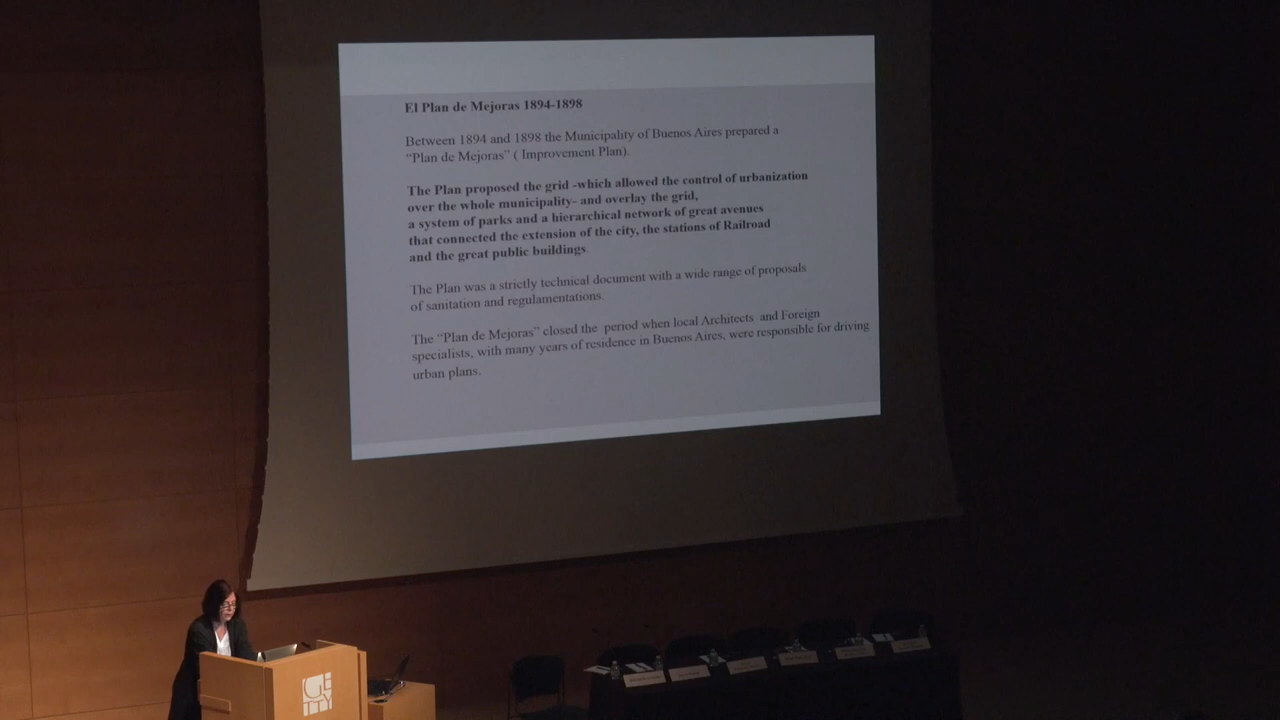 El Plan de Mejoras 1894-1898
Between 1894 and 1898 the Municipality of Buenos Aires prepared a
“Plan de Mejoras” ( Improvement Plan).
The Plan proposed the grid -which allowed the control of urbanization
over the whole municipality- and overlay the grid,
a system of parks and a hierarchical network of great avenues
that connected the extension of the city, the stations of Railroad
and the great public buildings.
The Plan was a strictly technical document with a wide range of proposals
of sanitation and regulamentations.
The “Plan de Mejoras” closed the period when local Architects and Foreign
specialists, with many years of residence in Buenos Aires, were responsible for driving
urban plans.
GE
TTY